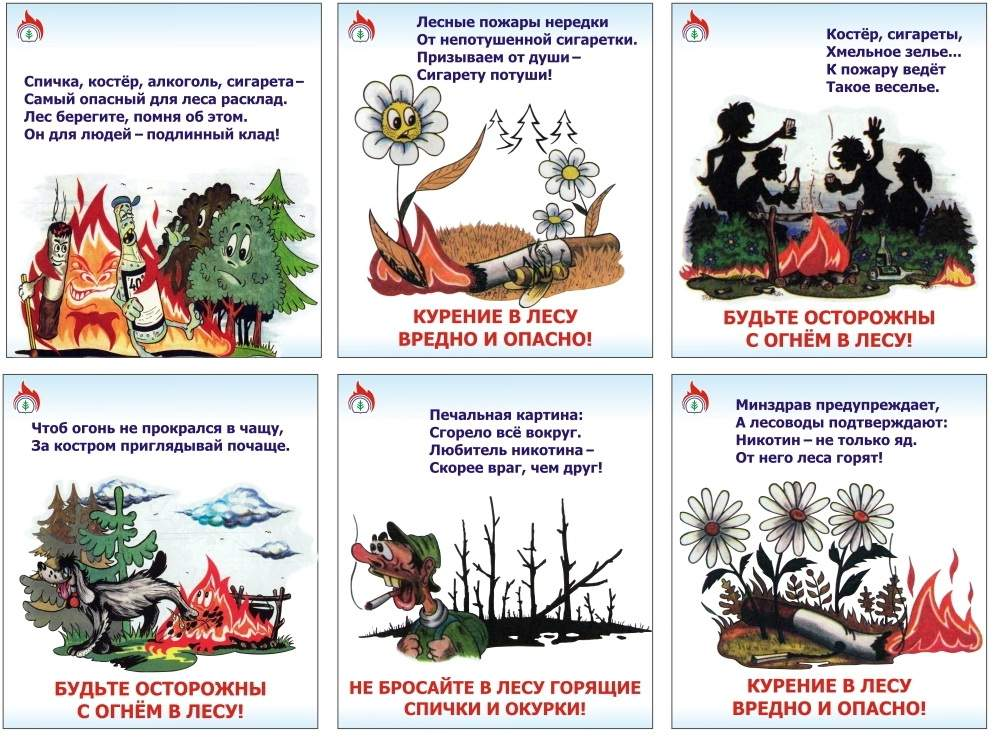 Спичка, костёр, алкоголь, сигарета –
Самый опасный для леса расклад.
Лес берегите, помня об этом.
Он для людей – подлинный клад!
40
Лесные пожары нередки
От непотушенной сигаретки.
Призываем от души –
Сигарету потуши!
КУРЕНИЕ В ЛЕСУ
ВРЕДНО И ОПАСНО!
Костёр, сигареты,
Хмельное зелье...
К пожару ведёт
Такое веселье.
БУДЬТЕ ОСТОРОЖНЫ
С ОГНЁМ В ЛЕСУ!
Чтоб огонь не прокрался в чащу,
За костром приглядывай почаще.
БУДЬТЕ ОСТОРОЖНЫ
С ОГНЁМ В ЛЕСУ!
Печальная картина:
Сгорело всё вокруг.
Любитель никотина –
Скорее враг, чем друг!
НЕ БРОСАЙТЕ В ЛЕСУ ГОРЯЩИЕ
СПИЧКИ И ОКУРКИ!
Минздрав предупреждает,
А лесоводы подтверждают:
Никотин – не только яд.
От него леса горят!
КУРЕНИЕ В ЛЕСУ
ВРЕДНО И ОПАСНО!